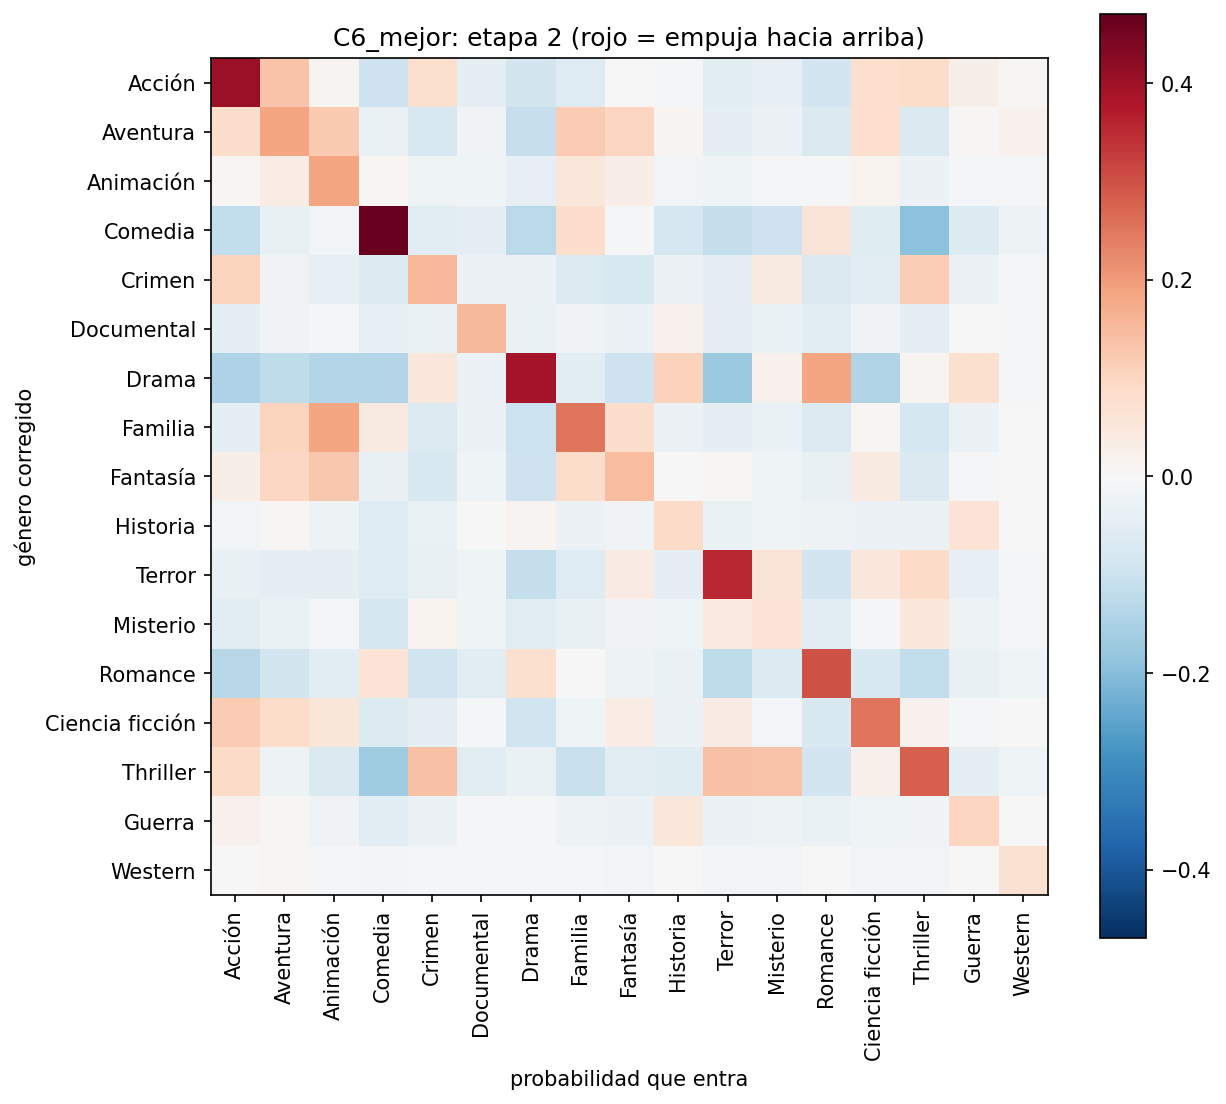 C6_mejor: etapa 2 (rojo = empuja hacia arriba)
género corregido
Acción
Aventura
Animación
Comedia
Crimen
Documental
Drama
Familia
Fantasía
Historia
Terror
Misterio
Romance
Ciencia ficción
Thriller
Guerra
Western
Acción
Aventura
Animación
Comedia
Crimen
Documental
Drama
Familia
Fantasía
Historia
Terror
Misterio
Romance
Ciencia ficción
Thriller
Guerra
Western
probabilidad que entra
0.4
0.2
0.0
−0.2
−0.4